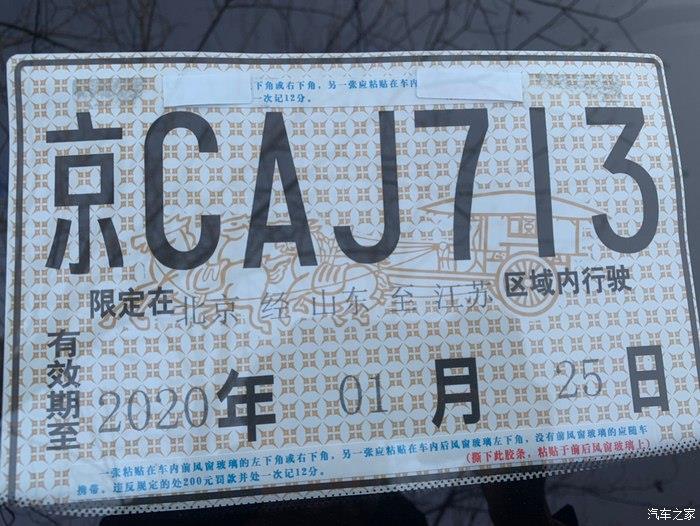 下角或右下角，另一张应粘贴在车内
一次记12分。
京CAJ713
限定在 北京 经 山东 至 江苏 区域内行驶
有效期至 2020年 01 月 25 日
一张粘贴在车内前风窗玻璃的左下角或右下角，另一张应粘贴在车内后风窗玻璃左下角，没有前风窗玻璃的应随车
携带。违反规定的处200元罚款并处一次记12分。
（撕下此胶条，粘贴于前后风窗玻璃上）
汽车之家